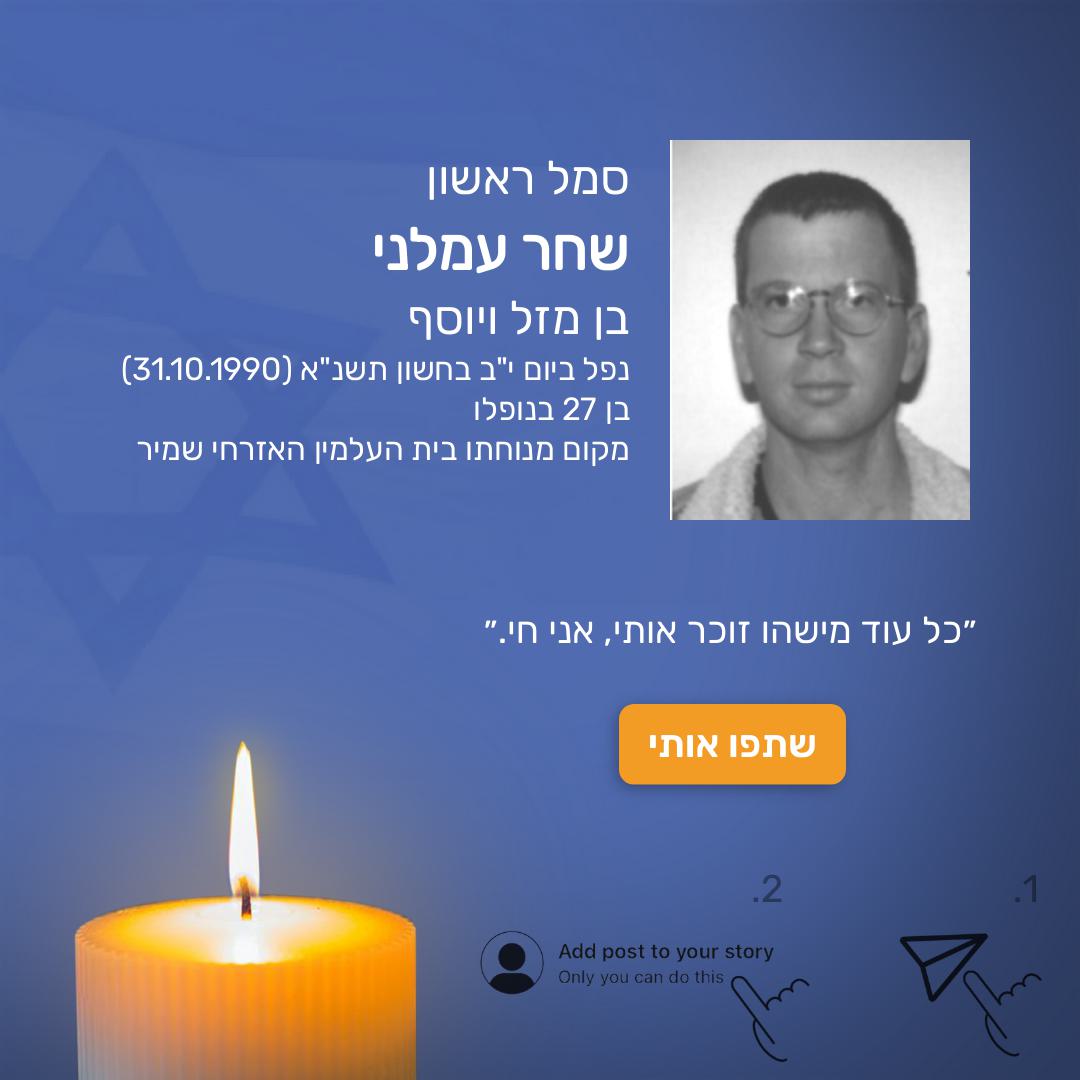 סמל ראשון
שחר עמלני
בן מזל ויוסף
נפל ביום י"ב בחשון תשנ"א (31.10.1990)
בן 27 בנופלו
מקום מנוחתו בית העלמין האזרחי שמיר
״כל עוד מישהו זוכר אותי, אני חי.״
שתפו אותי
1.
2.
Add post to your story
Only you can do this